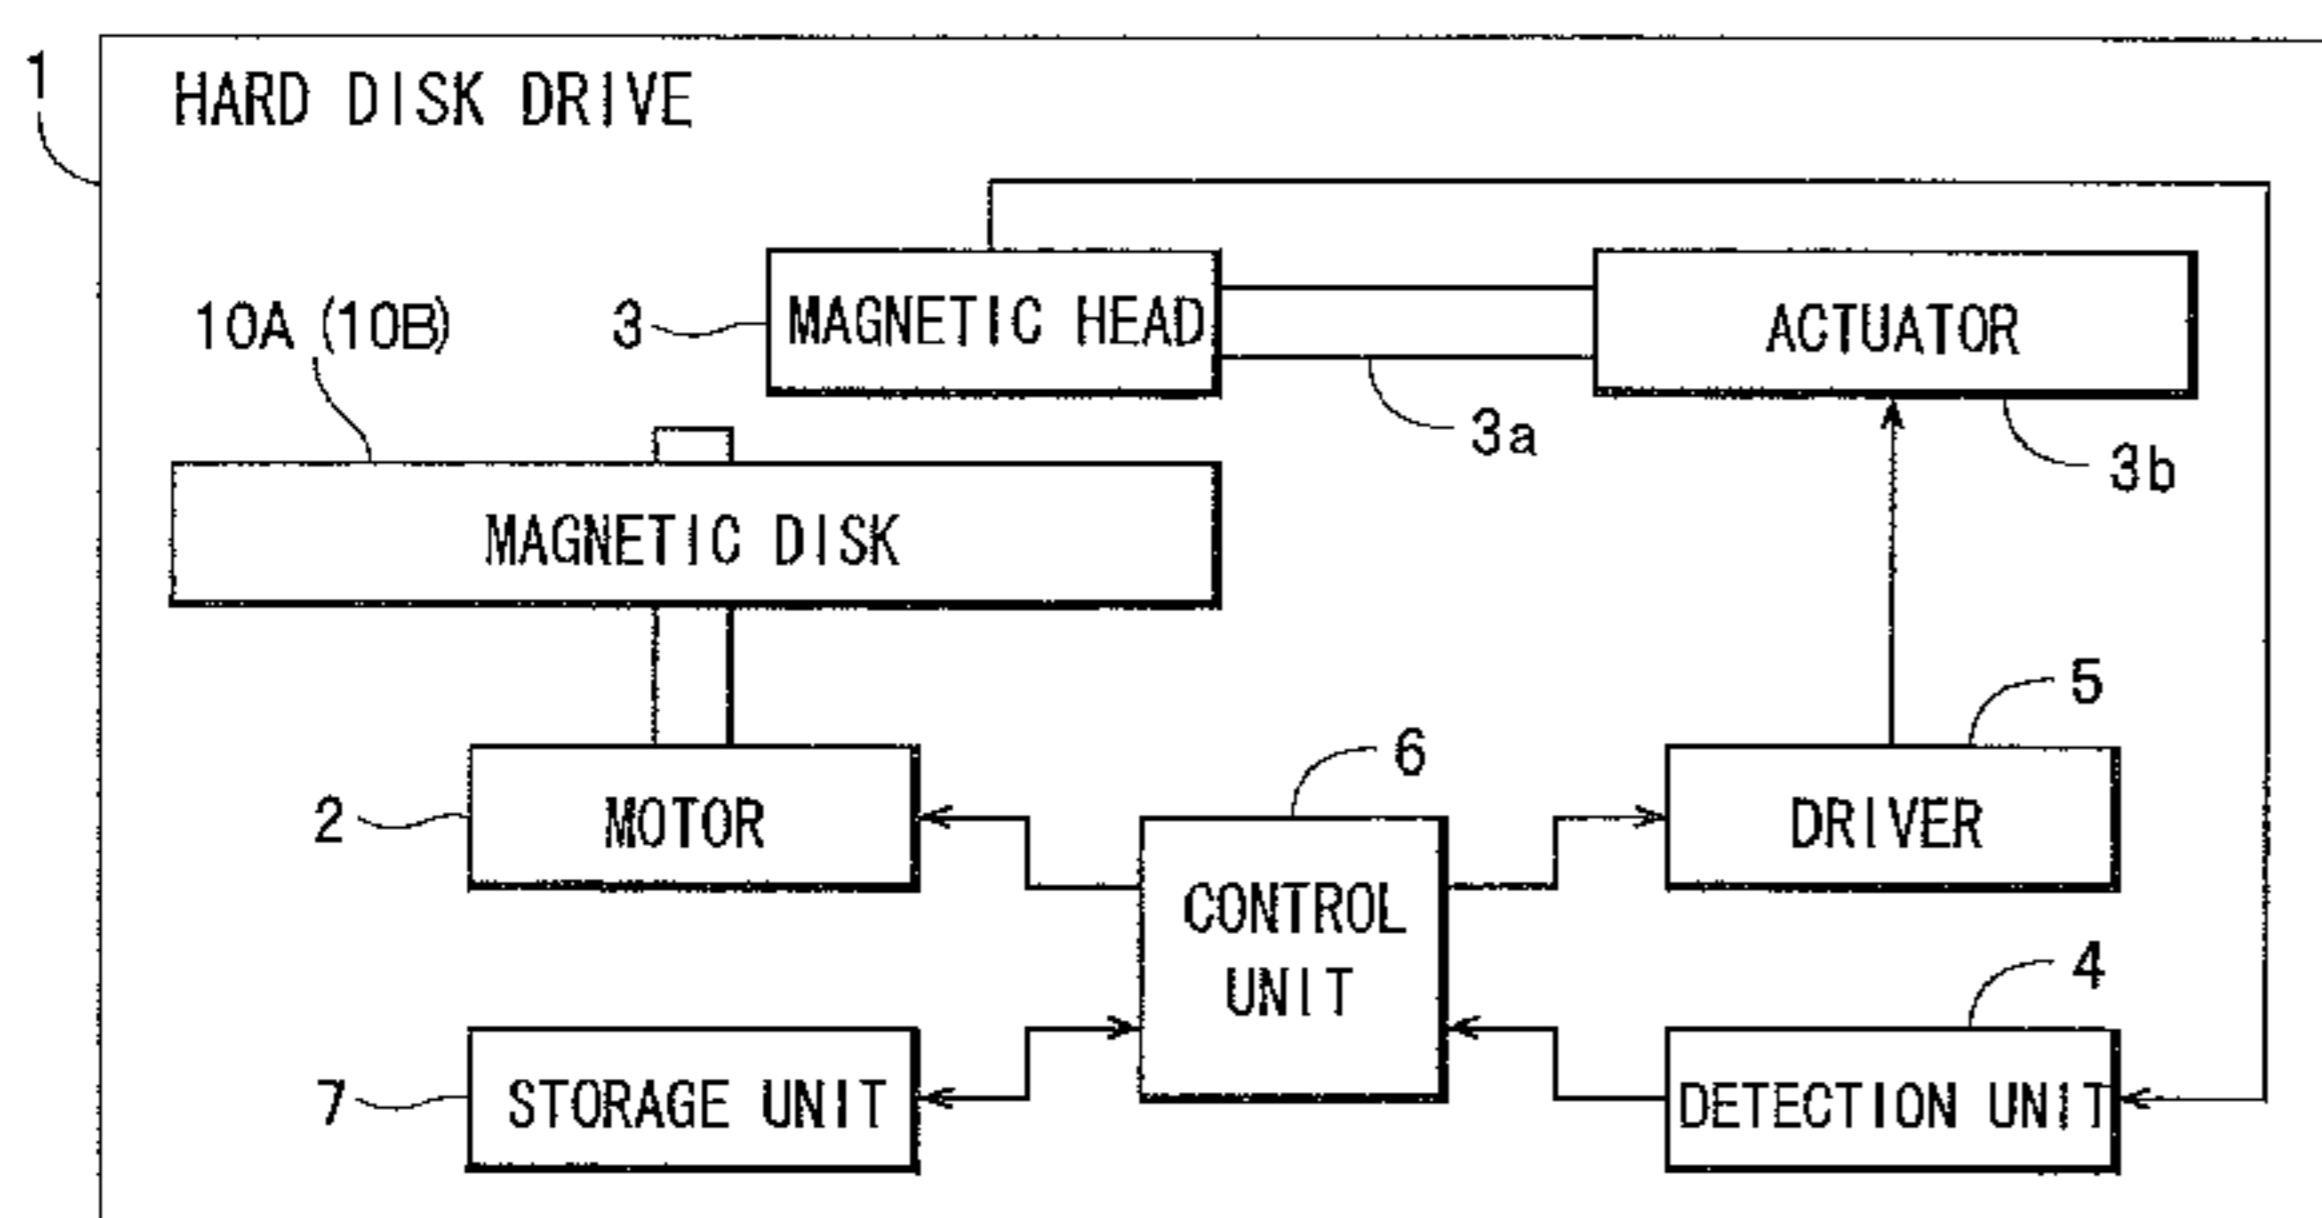 1
HARD DISK DRIVE
10A (10B)
3
MAGNETIC HEAD
ACTUATOR
3a
3b
MAGNETIC DISK
5
6
2
MOTOR
DRIVER
CONTROL
UNIT
4
7
STORAGE UNIT
DETECTION UNIT